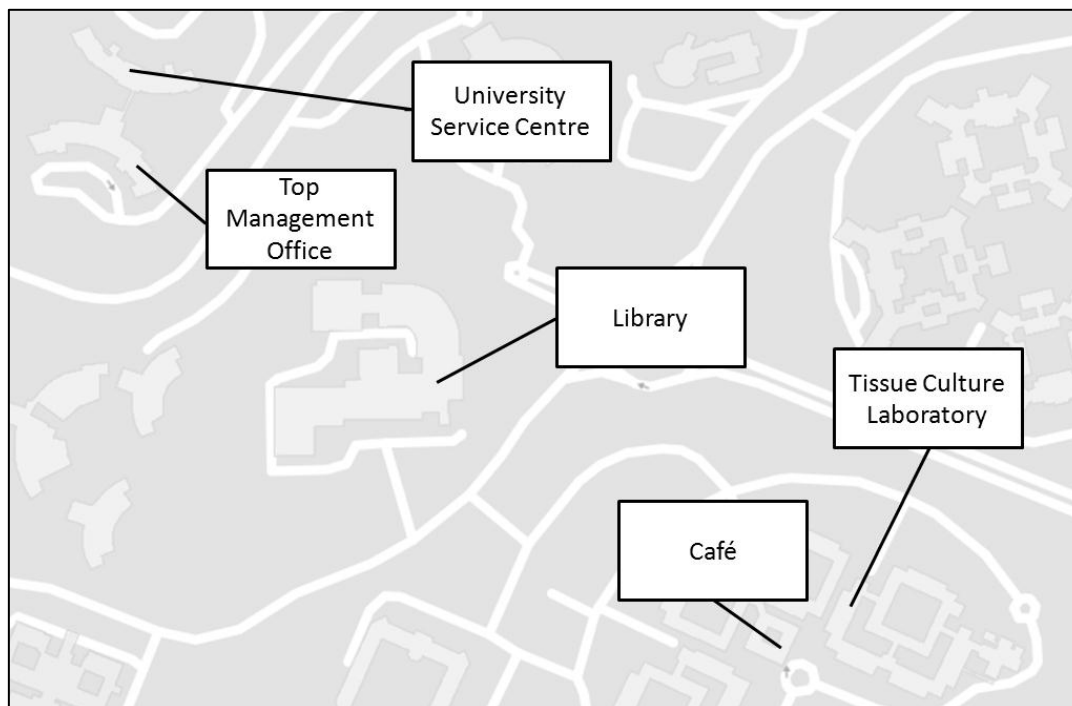 University
Service Centre
Top
Management
Office
Library
Tissue Culture
Laboratory
Café